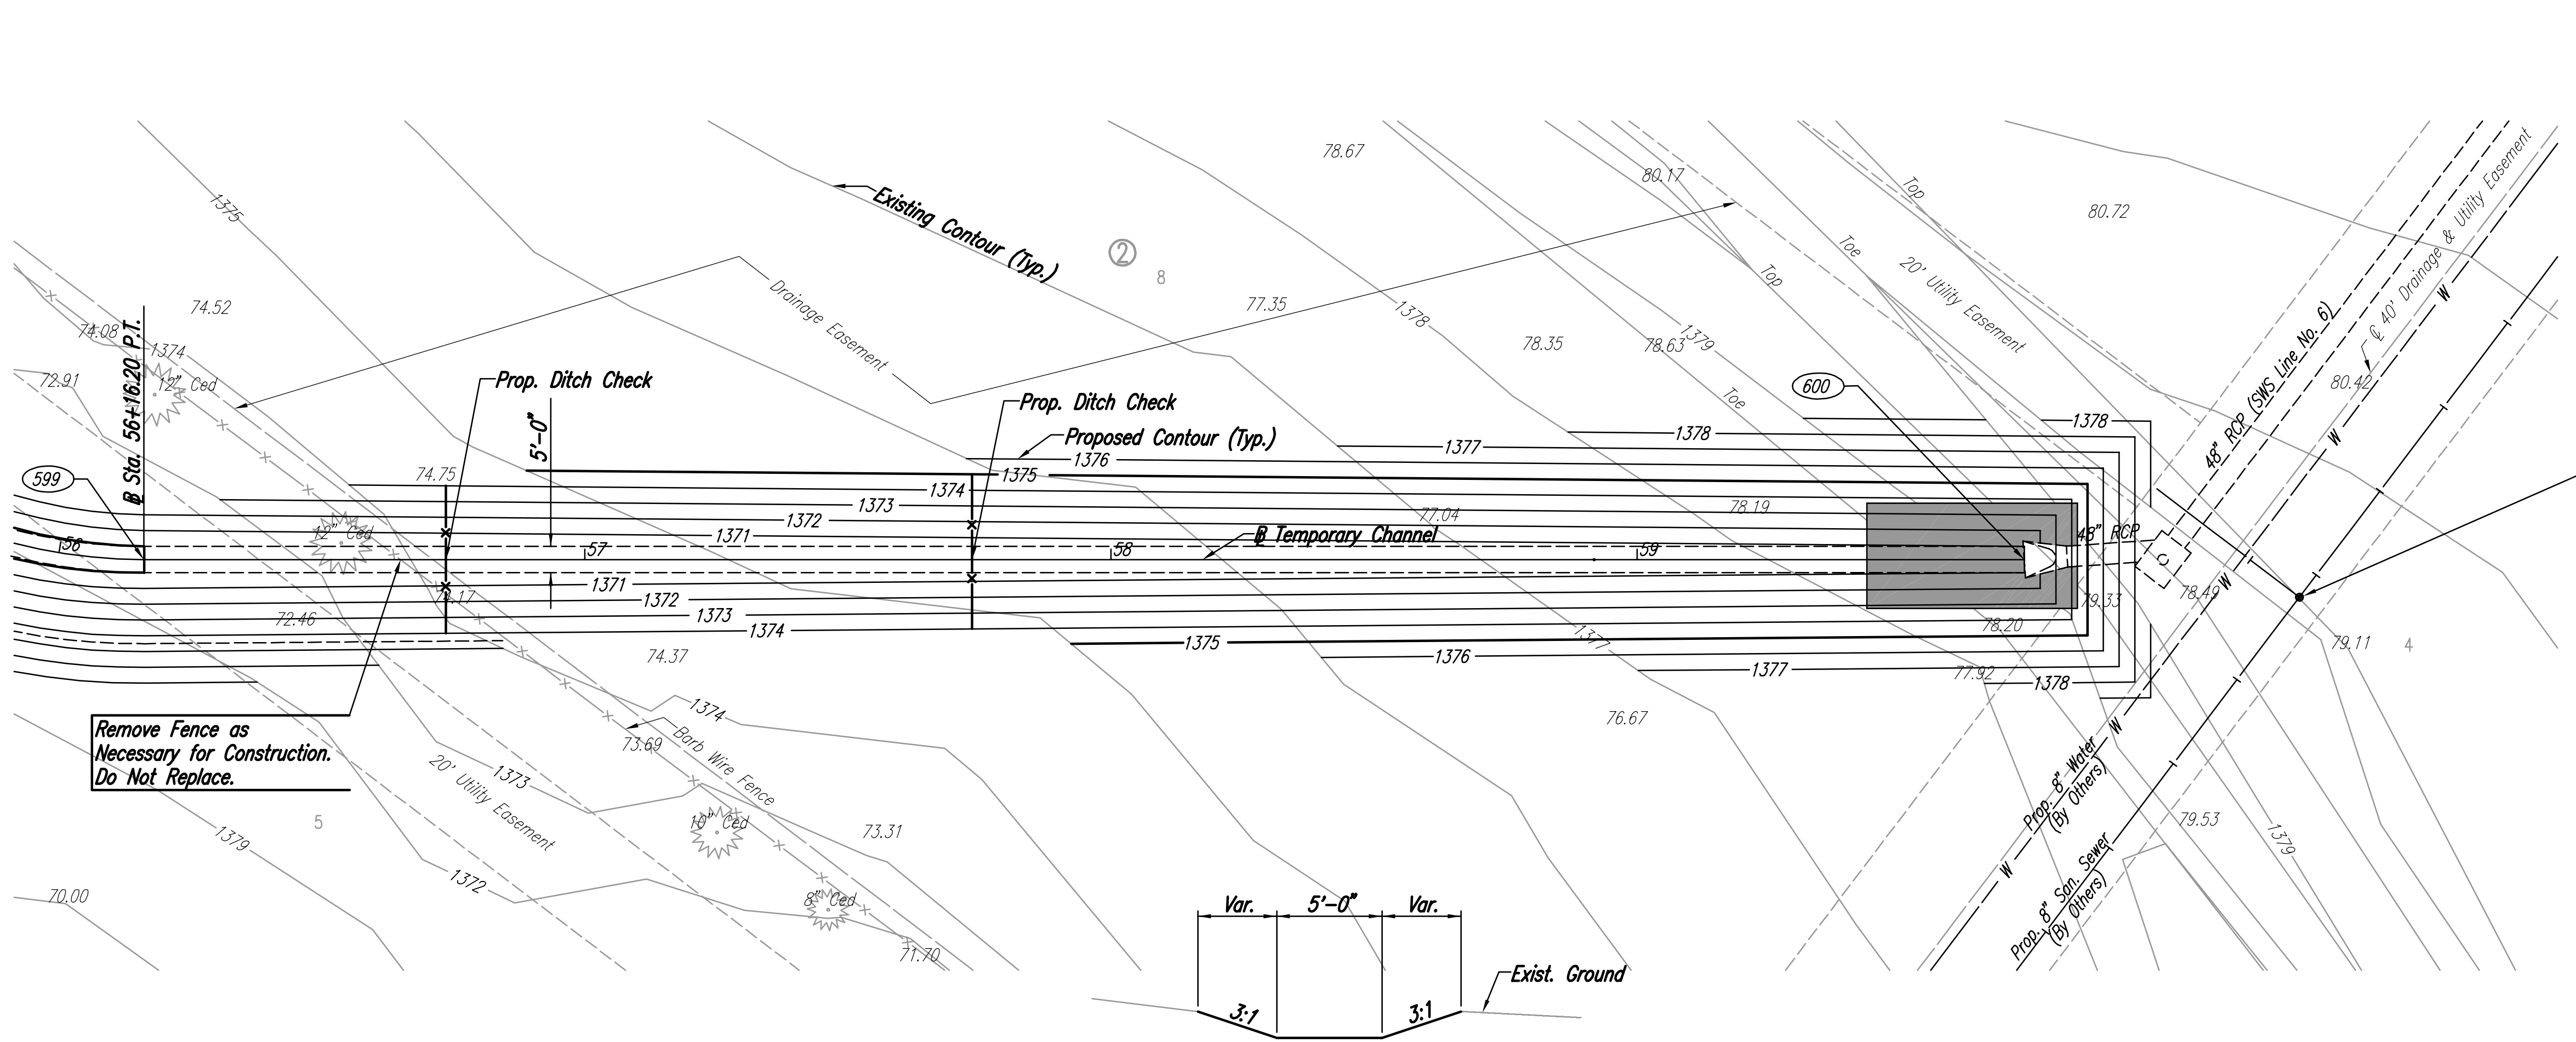 78.67
80.17
Top
80.72
1375
Existing Contour (Typ.)
2
8
Toe
20' Utility Easement
Top
℄ 40' Drainage & Utility Easement
74.52
74.08
1374
Drainage Easement
77.35
1378
1379
78.35
78.63
W
48" RCP (SWS Line No. 6)
72.91
12" Ced
℄ Sta. 56+16.20 P.T.
Prop. Ditch Check
5'-0"
Prop. Ditch Check
Proposed Contour (Typ.)
600
Toe
80.42
1378
1378
1377
1376
1375
1374
1373
1372
1371
W
599
74.75
12" Ced
77.04
78.19
℄ Temporary Channel
48" RCP
C
56
57
58
59
1371
1372
1373
1374
1375
1376
1377
1378
72.46
74.37
1377
78.20
79.33
78.49
77.92
W
79.11
4
Remove Fence as
Necessary for Construction.
Do Not Replace.
1374
73.69
Barb Wire Fence
76.67
W
1373
20' Utility Easement
Prop. 8" Water
(By Others)
5
1379
10" Ced
73.31
79.53
1379
1372
W
Prop. 8" San. Sewer
(By Others)
70.00
8" Ced
71.70
Var.
5'-0"
Var.
Exist. Ground
3:1
3:1